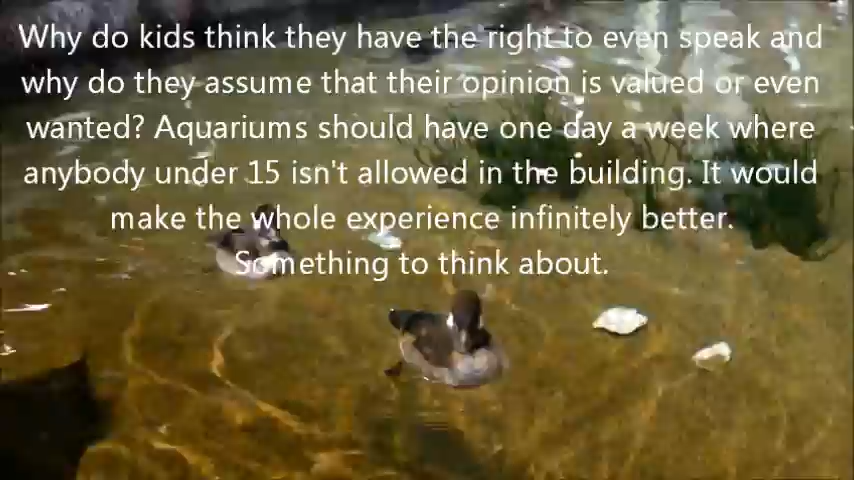 Why do kids think they have the right to even speak and
why do they assume that their opinion is valued or even
wanted? Aquariums should have one day a week where
anybody under 15 isn't allowed in the building. It would
make the whole experience infinitely better.
Something to think about.